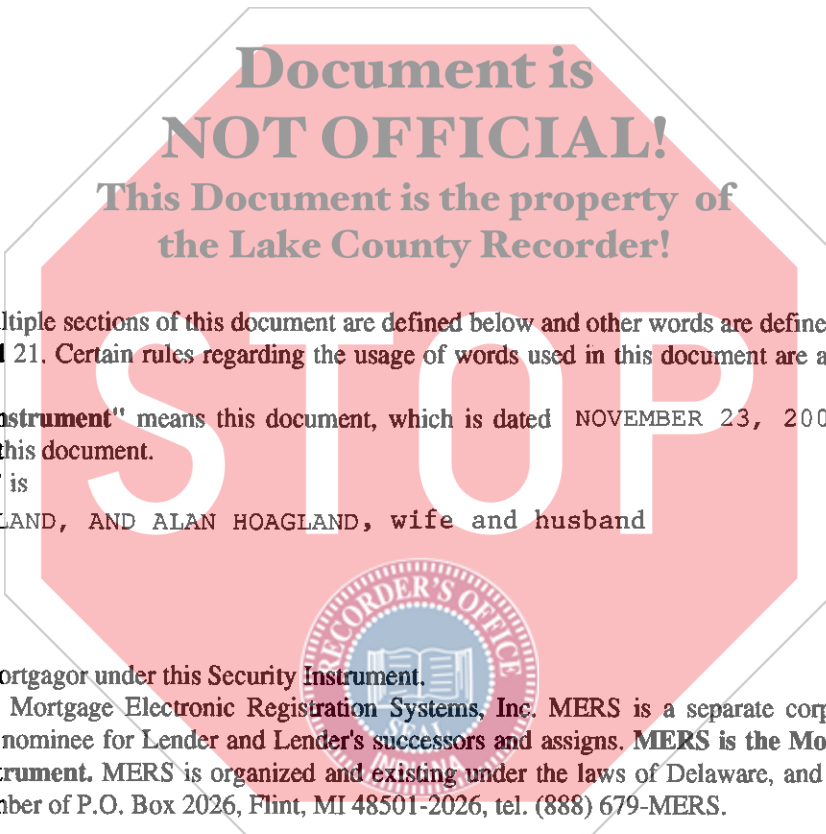 Document is
NOT OFFICIAL!
This Document is the property of
the Lake County Recorder!
STOP
ltiple sections of this document are defined below and other words are define
21. Certain rules regarding the usage of words used in this document are a
nstrument" means this document, which is dated NOVEMBER 23, 200
this document.
is
LAND, AND ALAN HOAGLAND, wife and husband
RECORDER'S OFFICE
INDIANA
ortgagor under this Security Instrument.
Mortgage Electronic Registration Systems, Inc. MERS is a separate corp
nominee for Lender and Lender's successors and assigns. MERS is the Mo
trument. MERS is organized and existing under the laws of Delaware, and
nber of P.O. Box 2026, Flint, MI 48501-2026, tel. (888) 679-MERS.